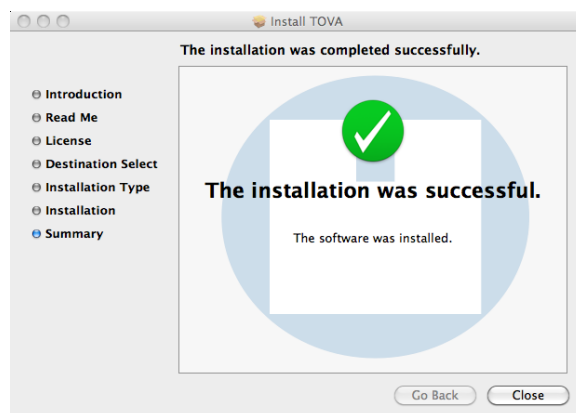 Install TOVA
The installation was completed successfully.
Introduction
Read Me
License
Destination Select
Installation Type
Installation
Summary
The installation was successful.
The software was installed.
Go Back
Close